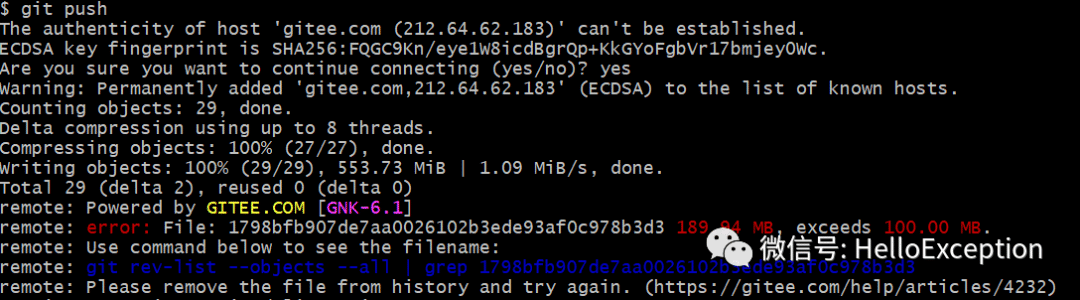 $ git push
The authenticity of host 'gitee.com (212.64.62.183)' can't be established.
ECDSA key fingerprint is SHA256:FQGC9Kn/eye1W8icdBgrQp+KkGYoFgbVr17bmjeyOWc.
Are you sure you want to continue connecting (yes/no)? yes
Warning: Permanently added 'gitee.com,212.64.62.183' (ECDSA) to the list of known hosts.
Counting objects: 29, done.
Delta compression using up to 8 threads.
Compressing objects: 100% (27/27), done.
Writing objects: 100% (29/29), 553.73 MiB | 1.09 MiB/s, done.
Total 29 (delta 2), reused 0 (delta 0)
remote: Powered by GITEE.COM [GNK-6.1]
remote: error: File: 1798bfb907de7aa0026102b3ede93af0c978b3d3 189.04 MB, exceeds 100.00 MB.
remote: Use command below to see the filename:
微信号: HelloException
remote: git rev-list --objects --all | grep 1798bfb907de7aa0026102b3ede93af0c978b3d3
remote: Please remove the file from history and try again. (https://gitee.com/help/articles/4232)